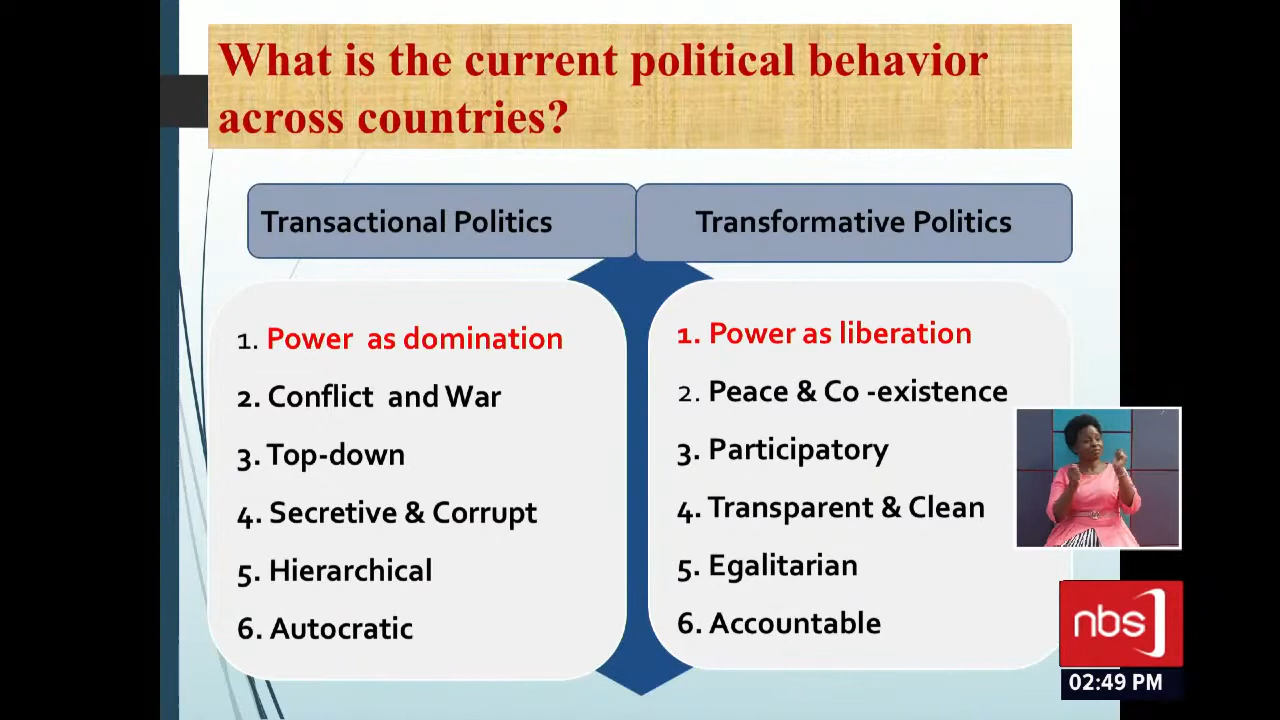 What is the current political behavior
across countries?
Transactional Politics
1. Power as domination
2. Conflict and War
3. Top-down
4. Secretive & Corrupt
5. Hierarchical
6. Autocratic
Transformative Politics
1. Power as liberation
2. Peace & Co -existence
3. Participatory
4. Transparent & Clean
5. Egalitarian
6. Accountable
nbs
02:49 PM